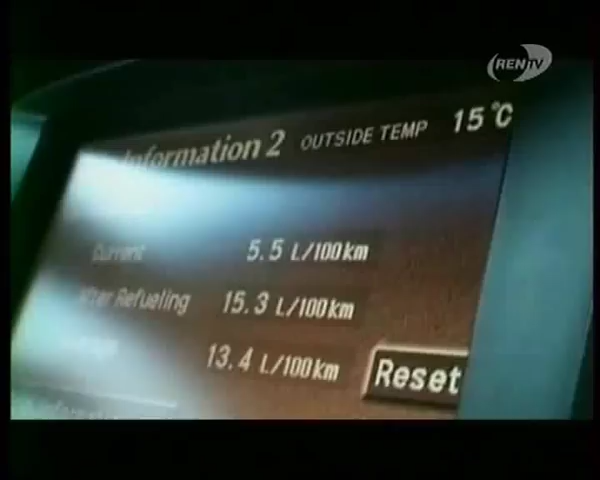 REN TV
Information 2 OUTSIDE TEMP 15°C
Current 5.5 L/100km
After Refueling 15.3 L/100km
13.4 L/100km
Reset